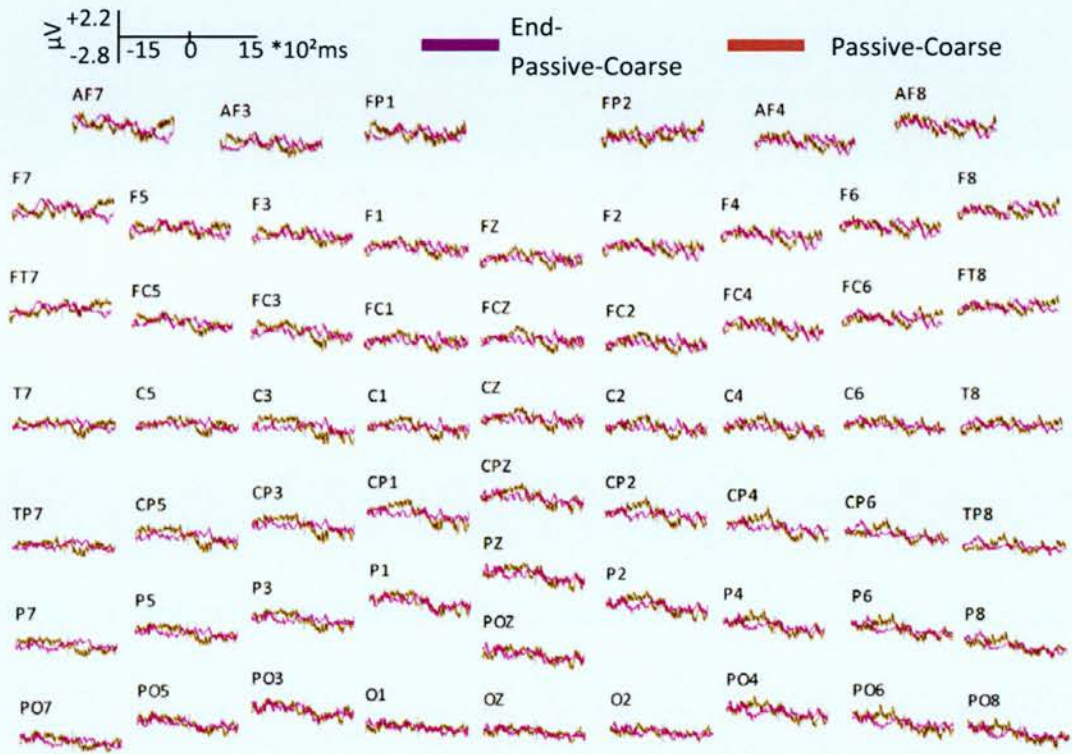 μV
+2.2
-2.8
-15 0 15 *10²ms
End-
Passive-Coarse
Passive-Coarse
AF7 AF3 FP1 FP2 AF4 AF8
F7 F5 F3 F1 FZ F2 F4 F6 F8
FT7 FC5 FC3 FC1 FCZ FC2 FC4 FC6 FT8
T7 C5 C3 C1 CZ C2 C4 C6 T8
TP7 CP5 CP3 CP1 CPZ CP2 CP4 CP6 TP8
PZ
P7 P5 P3 P1 P2 P4 P6 P8
POZ
PO7 PO5 PO3 O1 OZ O2 PO4 PO6 PO8